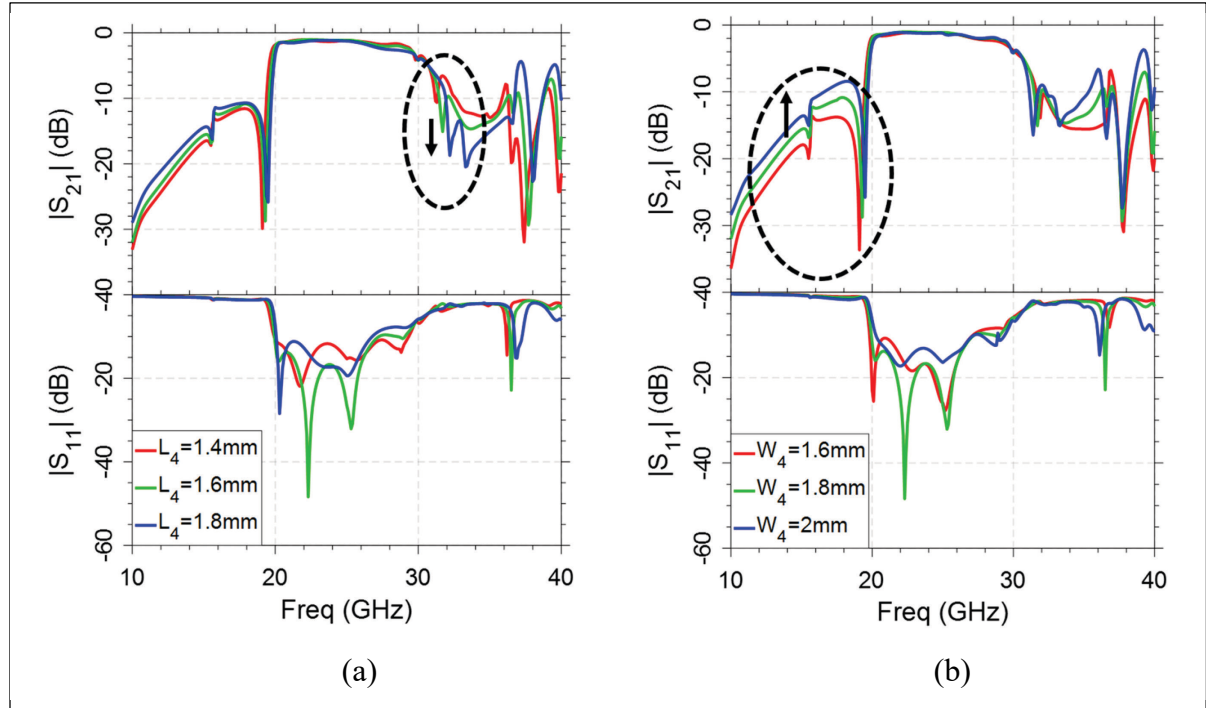 0
-10
-20
-30
-40
|S21| (dB)
-20
-40
-60
|S11| (dB)
L4=1.4mm
L4=1.6mm
L4=1.8mm
10
20
30
40
Freq (GHz)
(a)
0
-10
-20
-30
-40
|S21| (dB)
-20
-40
-60
|S11| (dB)
W4=1.6mm
W4=1.8mm
W4=2mm
10
20
30
40
Freq (GHz)
(b)